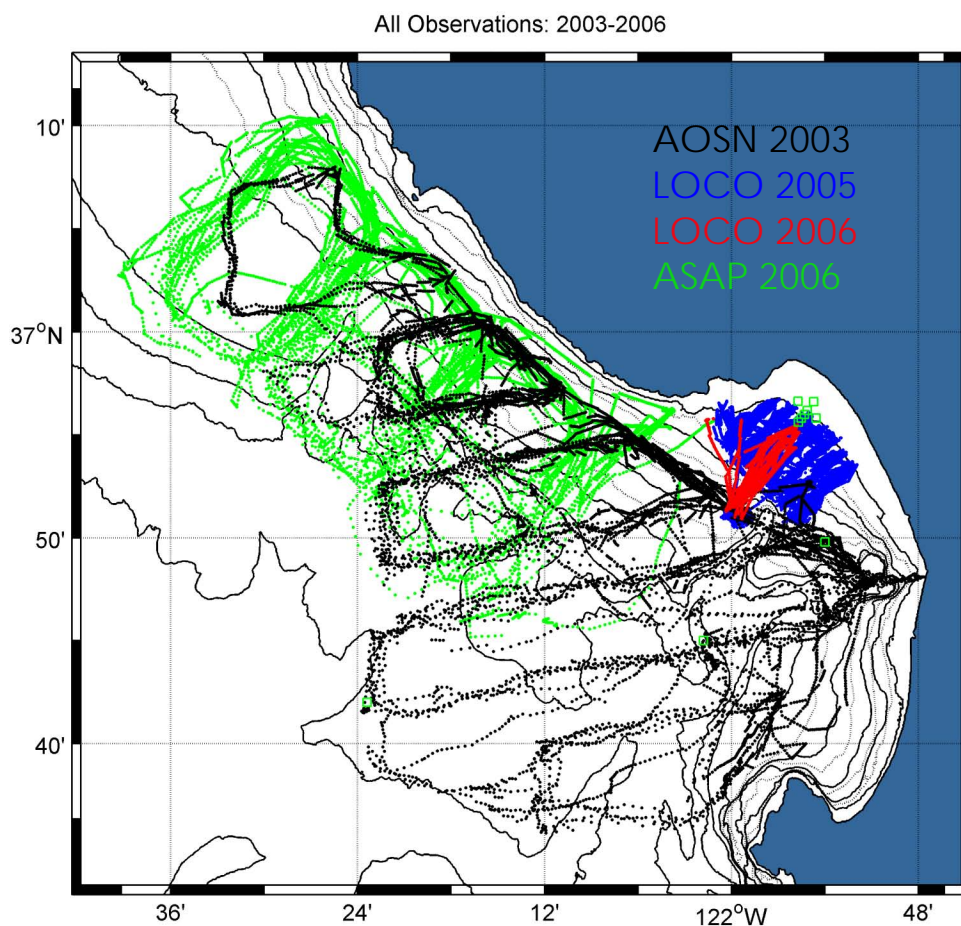 All Observations: 2003-2006
AOSN 2003
LOCO 2005
LOCO 2006
ASAP 2006
10'
37°N
50'
40'
36'
24'
12'
122°W
48'